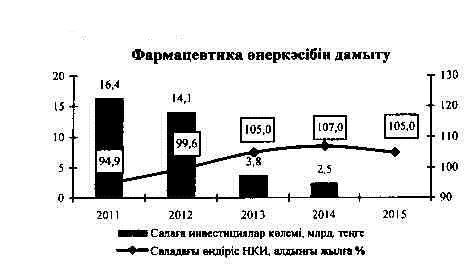 Фармацевтика өнеркәсібін дамыту
20 16,4 130
14,1 120
15
99,6 105,0 107,0 105,0 110
10
94,9 3,8 2,5 100
5
0 90
2011 2012 2013 2014 2015
Салаға инвестициялар көлемі, млрд. теңге
Саладағы өндіріс НКИ, алдыңғы жылға %